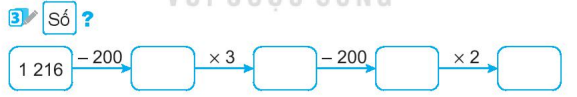 3 Số ?
1 216 – 200 × 3 – 200 × 2